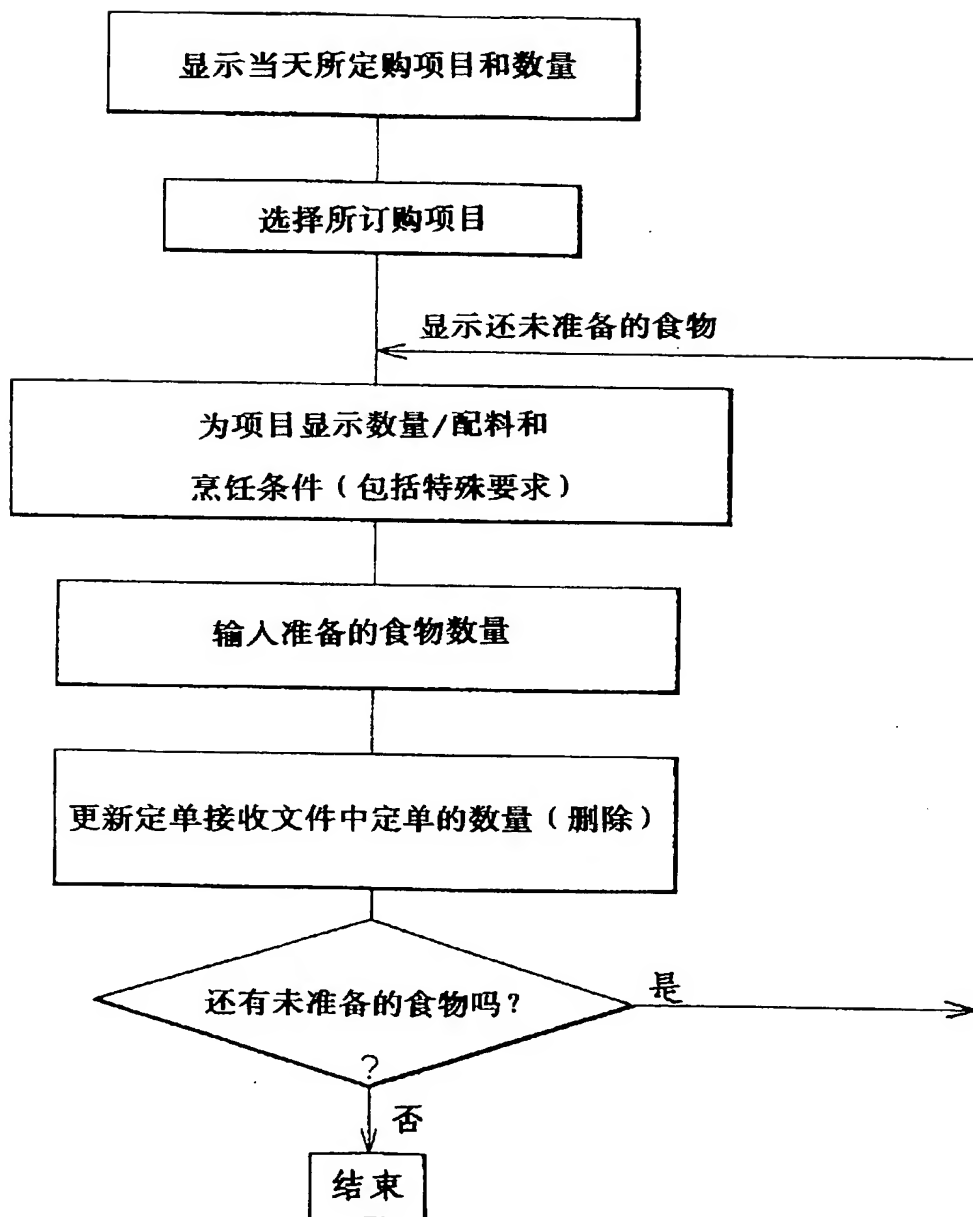 显示当天所定购项目和数量
选择所订购项目
显示还未准备的食物
为项目显示数量/配料和
烹饪条件（包括特殊要求）
输入准备的食物数量
更新定单接收文件中定单的数量（删除）
还有未准备的食物吗？
是
?
否
结束